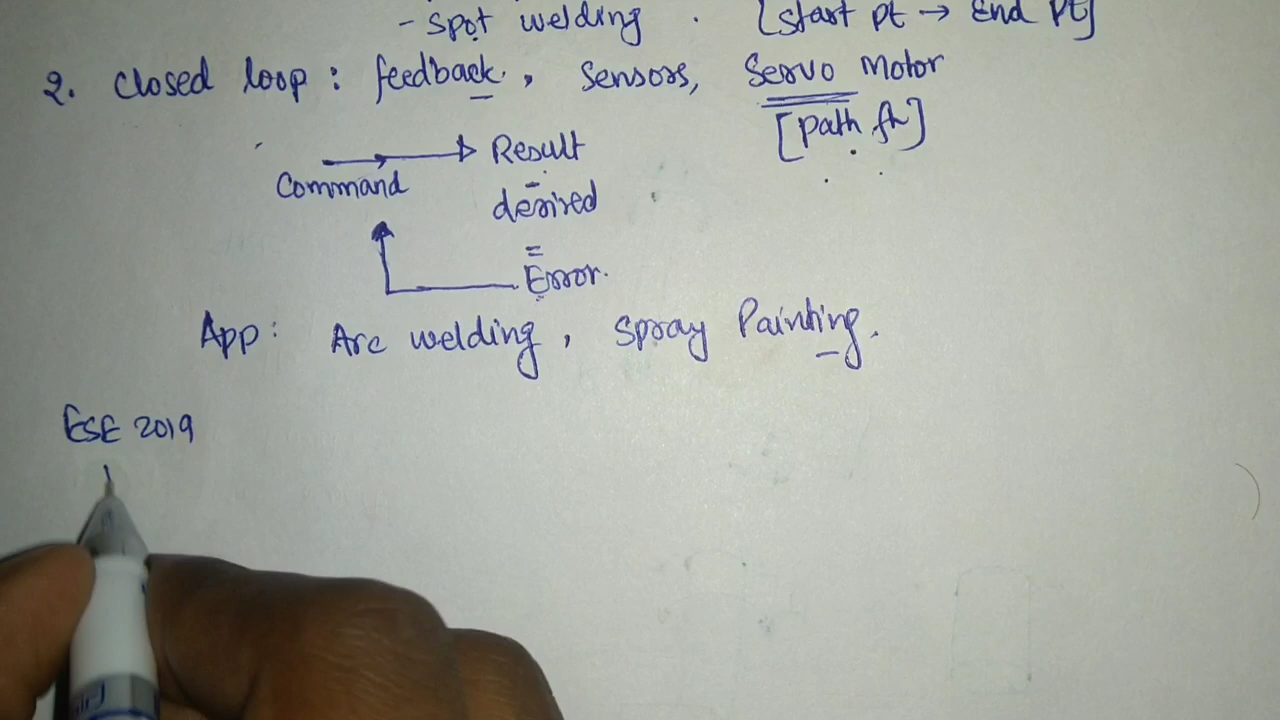 - Spot welding . [Start pt → End Pt]
2. Closed loop : feedback , Sensors, Servo Motor
[Path fn]
→ Result
Command
desired
Error.
App : Arc welding , Spray Painting.
ESE 2019